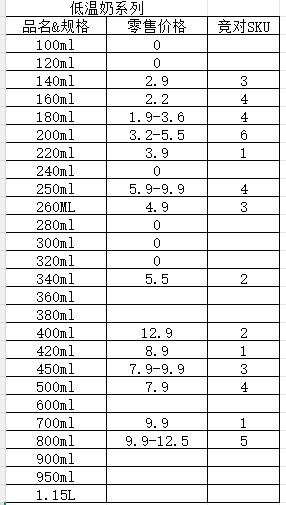 低温奶系列
品名&规格 零售价格 竞对SKU
100ml 0
120ml 0
140ml 2.9 3
160ml 2.2 4
180ml 1.9-3.6 4
200ml 3.2-5.5 6
220ml 3.9 1
240ml 0
250ml 5.9-9.9 4
260ML 4.9 3
280ml 0
300ml 0
320ml 0
340ml 5.5 2
360ml
380ml
400ml 12.9 2
420ml 8.9 1
450ml 7.9-9.9 3
500ml 7.9 4
600ml
700ml 9.9 1
800ml 9.9-12.5 5
900ml
950ml
1.15L